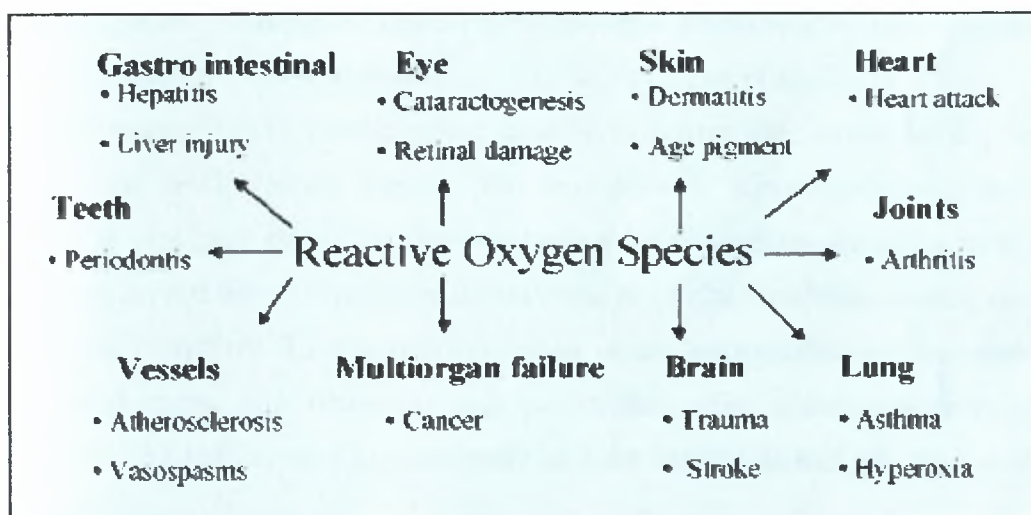 Gastro intestinal Eye Skin Heart
• Hepatitis • Cataractogenesis • Dermatitis • Heart attack
• Liver injury • Retinal damage • Age pigment
Teeth Joints
• Periodontis Reactive Oxygen Species • Arthritis
Vessels Multiorgan failure Brain Lung
• Atherosclerosis • Cancer • Trauma • Asthma
• Vasospasms • Stroke • Hyperoxia